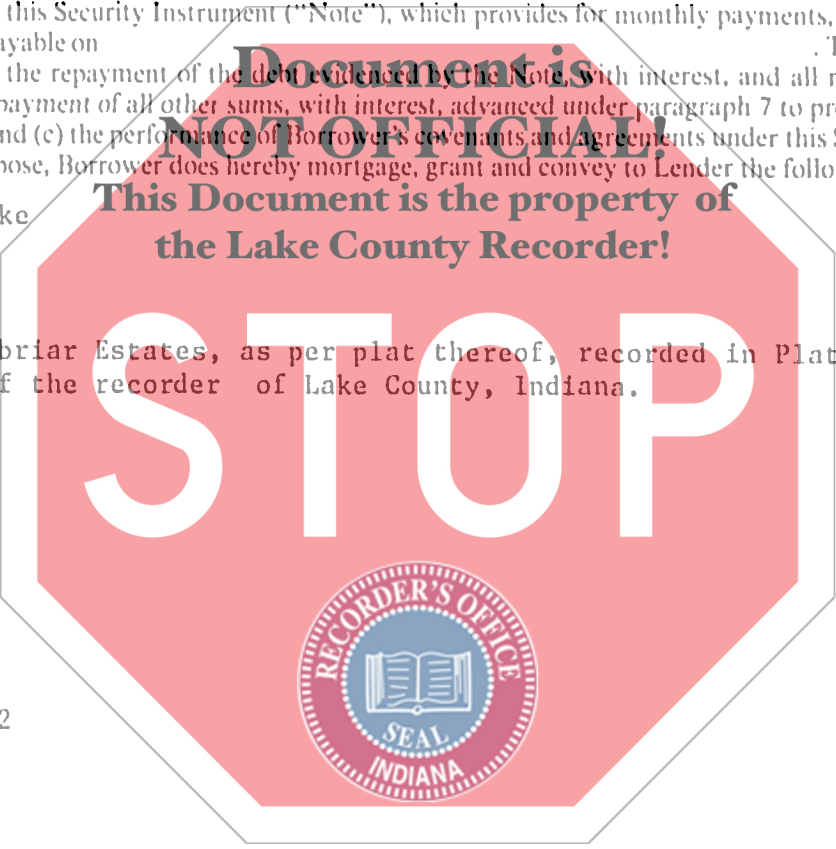 this Security Instrument ("Note"), which provides for monthly payments,
ayable on .
Document is
the repayment of the debt evidenced by the Note, with interest, and all r
payment of all other sums, with interest, advanced under paragraph 7 to pr
NOT OFFICIAL!
nd (c) the performance of Borrower's covenants and agreements under this S
pose, Borrower does hereby mortgage, grant and convey to Lender the follo
This Document is the property of
ke
the Lake County Recorder!
STOP
briar Estates, as per plat thereof, recorded in Plat
f the recorder of Lake County, Indiana.
RECORDER'S OFFICE
SEAL
INDIANA
2